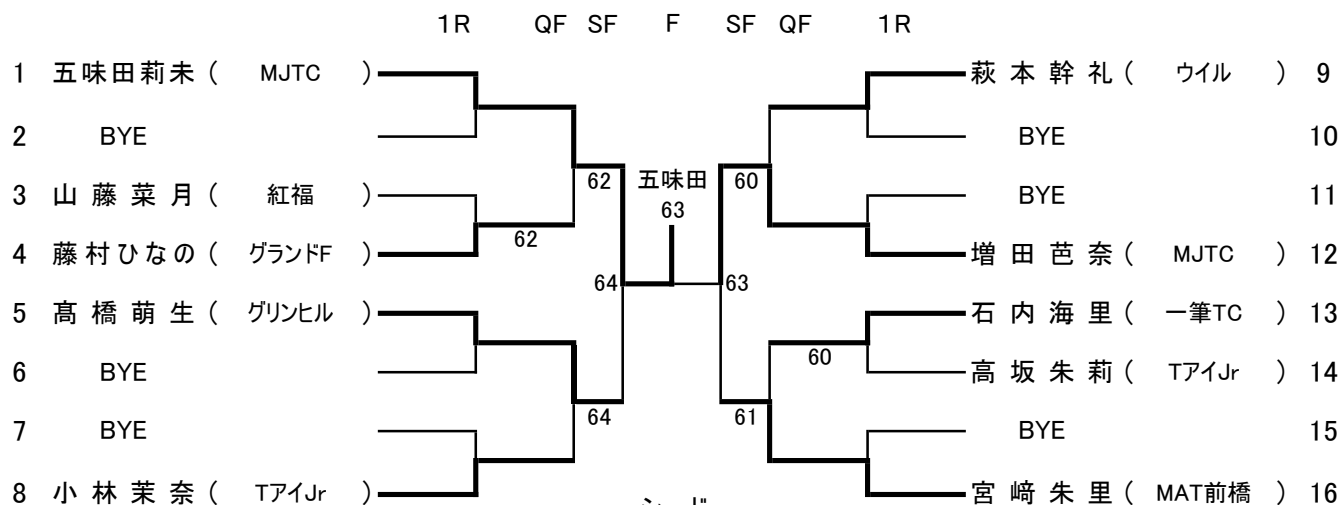 1R QF SF F SF QF 1R
1 五味田莉未 ( MJTC ) 萩本幹礼 ( ウイル ) 9
2 BYE BYE 10
62 五味田 60
3 山藤菜月 ( 紅福 ) 63 BYE 11
62
4 藤村ひなの ( グランドF ) 増田芭奈 ( MJTC ) 12
64 63
5 髙橋萌生 ( グリンヒル ) 石内海里 ( 一筆TC ) 13
60
6 BYE 高坂朱莉 ( TアイJr ) 14
64 61
7 BYE BYE 15
8 小林茉奈 ( TアイJr ) 宮﨑朱里 ( MAT前橋 ) 16